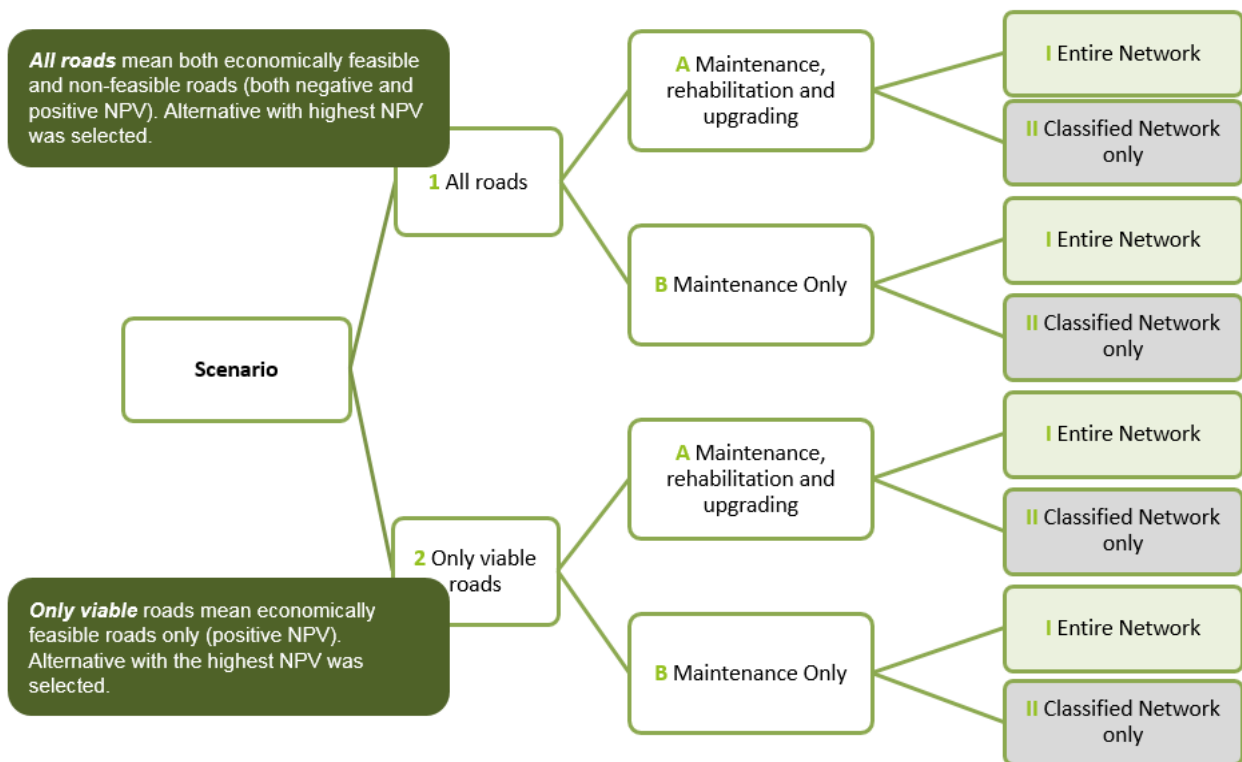 All roads mean both economically feasible
and non-feasible roads (both negative and
positive NPV). Alternative with highest NPV
was selected.
1 All roads
A Maintenance,
rehabilitation and
upgrading
I Entire Network
II Classified Network
only
B Maintenance Only
I Entire Network
II Classified Network
only
Scenario
2 Only viable
roads
Only viable roads mean economically
feasible roads only (positive NPV).
Alternative with the highest NPV was
selected.
A Maintenance,
rehabilitation and
upgrading
I Entire Network
II Classified Network
only
B Maintenance Only
I Entire Network
II Classified Network
only